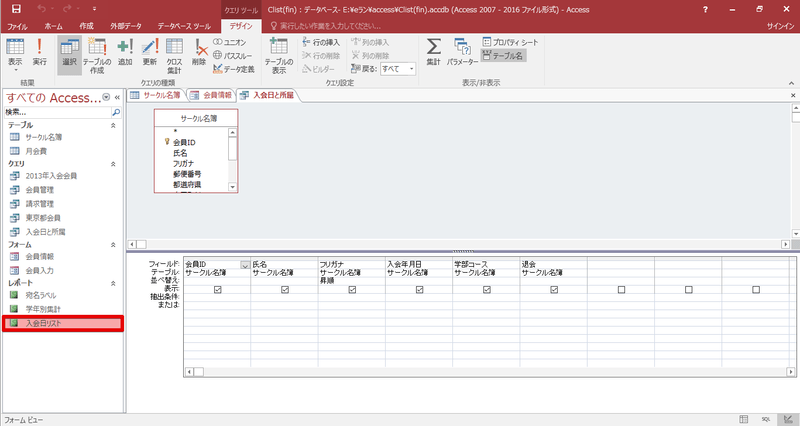 クエリ ツール
Clist(fin) : データベース- E:¥eラン¥access¥Clist(fin).accdb (Access 2007 - 2016 ファイル形式) - Access
サインイン
ファイル ホーム 作成 外部データ データベース ツール デザイン 実行したい作業を入力してください...
表示 実行 選択 テーブルの作成 追加 更新 クロス集計 削除
ユニオン
パススルー
データ定義
テーブルの表示
行の挿入 列の挿入
行の削除 列の削除
ビルダー 戻る: すべて
集計 パラメーター
プロパティ シート
テーブル名
結果 クエリの種類 クエリ設定 表示/非表示
すべての Access...
検索...
テーブル
サークル名簿
月会費
クエリ
2013年入会会員
会員管理
請求管理
東京都会員
入会日と所属
フォーム
会員情報
会員入力
レポート
宛名ラベル
学年別集計
入会日リスト
サークル名簿 会員情報 入会日と所属
サークル名簿
*
会員ID
氏名
フリガナ
郵便番号
都道府県
フィールド: 会員ID 氏名 フリガナ 入会年月日 学部コース 退会
テーブル: サークル名簿 サークル名簿 サークル名簿 サークル名簿 サークル名簿 サークル名簿
並べ替え: 昇順
表示:
抽出条件:
または:
フォーム ビュー
SQL